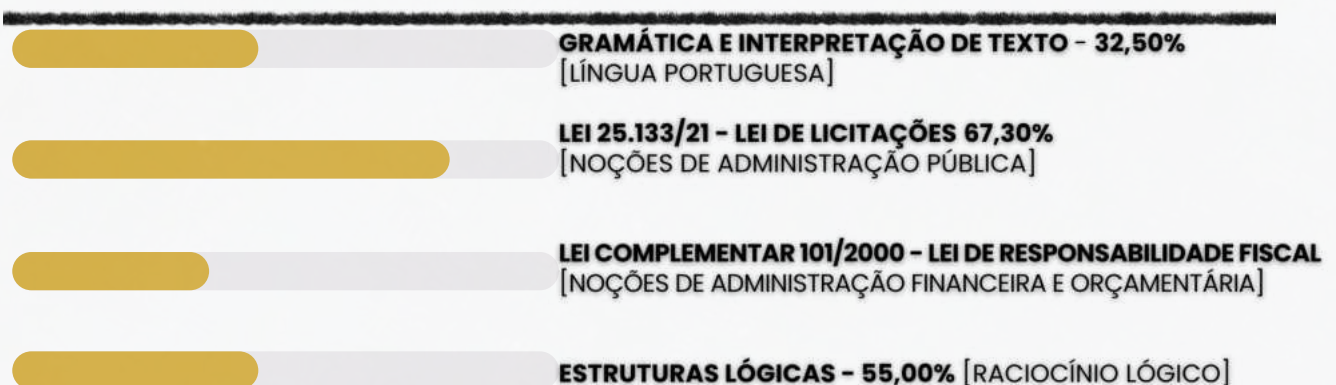 GRAMÁTICA E INTERPRETAÇÃO DE TEXTO - 32,50%
[LÍNGUA PORTUGUESA]
LEI 25.133/21 - LEI DE LICITAÇÕES 67,30%
[NOÇÕES DE ADMINISTRAÇÃO PÚBLICA]
LEI COMPLEMENTAR 101/2000 - LEI DE RESPONSABILIDADE FISCAL
[NOÇÕES DE ADMINISTRAÇÃO FINANCEIRA E ORÇAMENTÁRIA]
ESTRUTURAS LÓGICAS - 55,00% [RACIOCÍNIO LÓGICO]